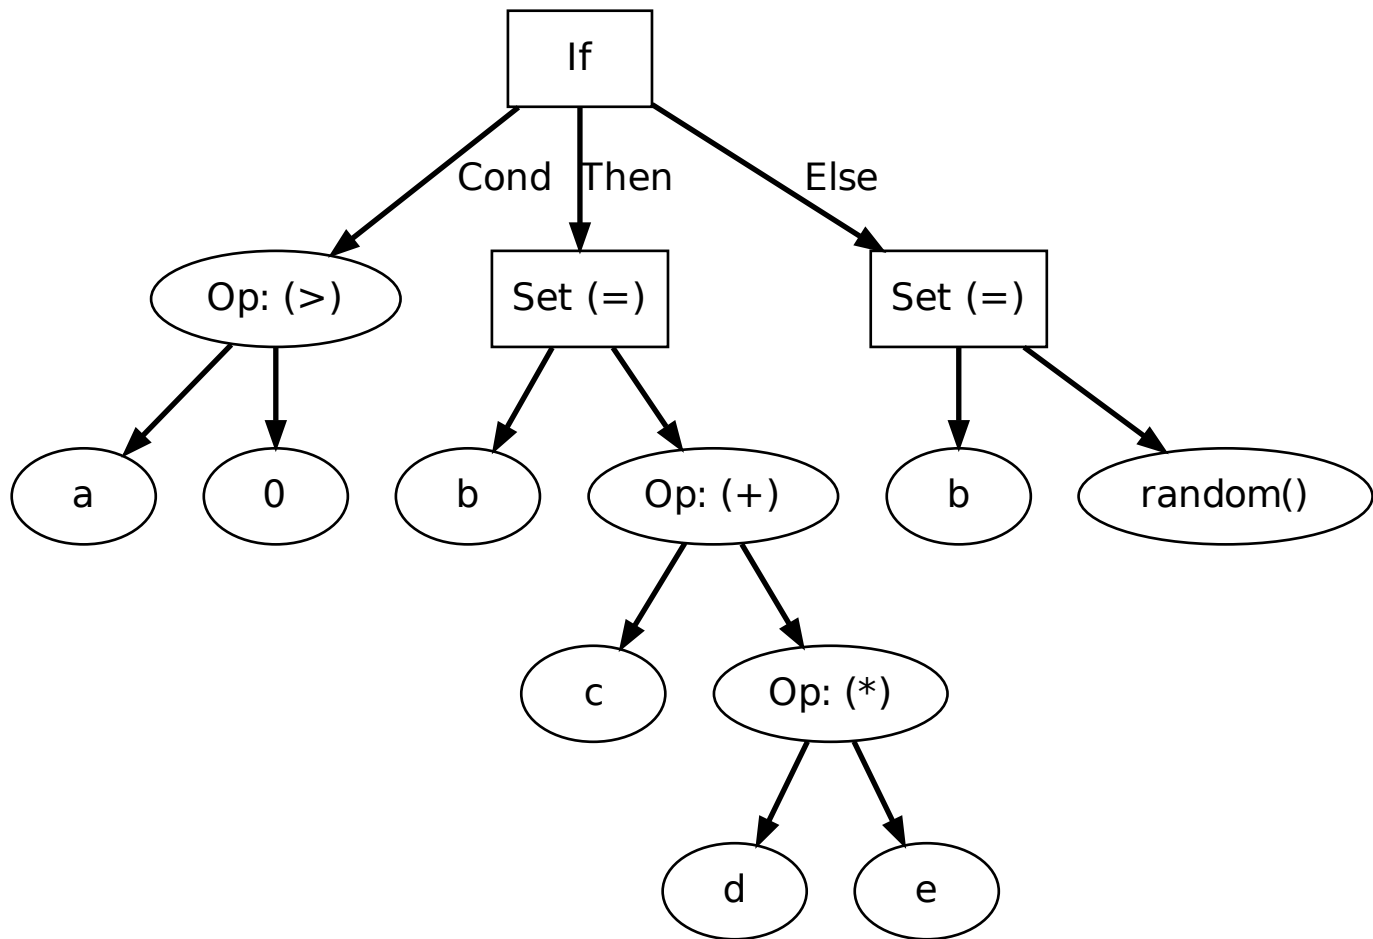 If
Cond
Then
Else
Op: (>)
Set (=)
Set (=)
a
0
b
Op: (+)
b
random()
c
Op: (*)
d
e